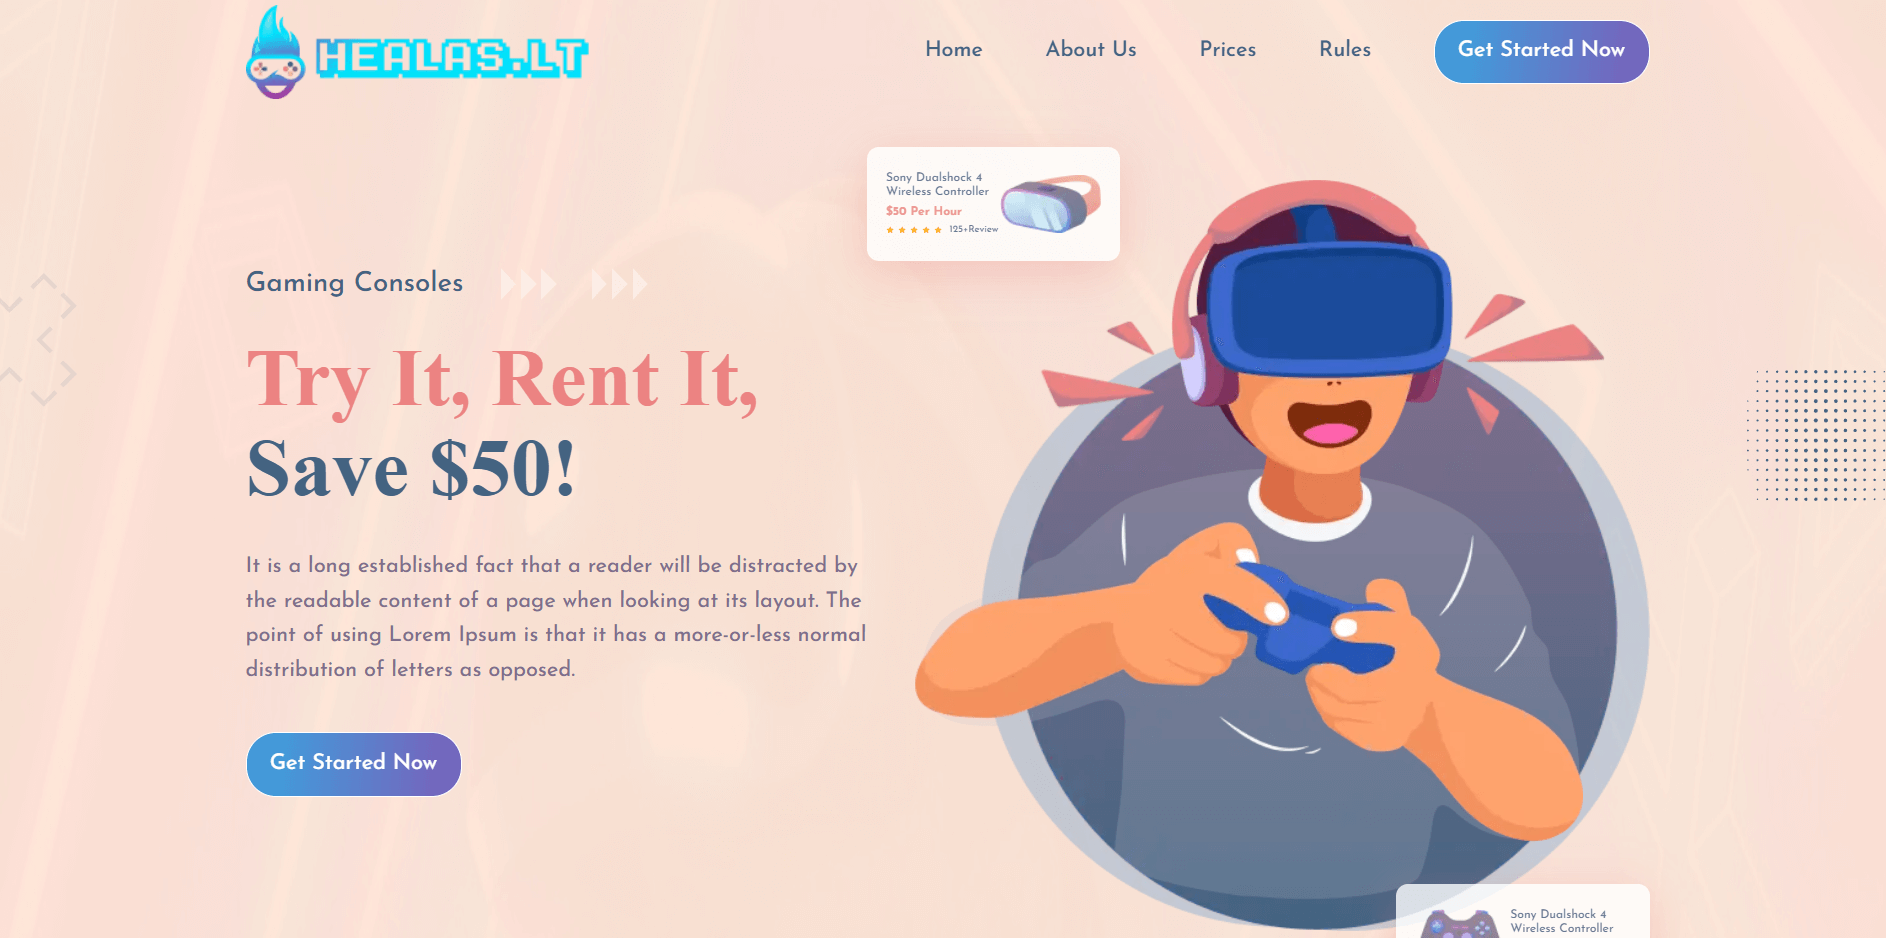 HEALAS.LT
Home
About Us
Prices
Rules
Get Started Now
Sony Dualshock 4
Wireless Controller
$50 Per Hour
125+Review
Gaming Consoles
Try It, Rent It,
Save $50!
It is a long established fact that a reader will be distracted by
the readable content of a page when looking at its layout. The
point of using Lorem Ipsum is that it has a more-or-less normal
distribution of letters as opposed.
Get Started Now
Sony Dualshock 4
Wireless Controller